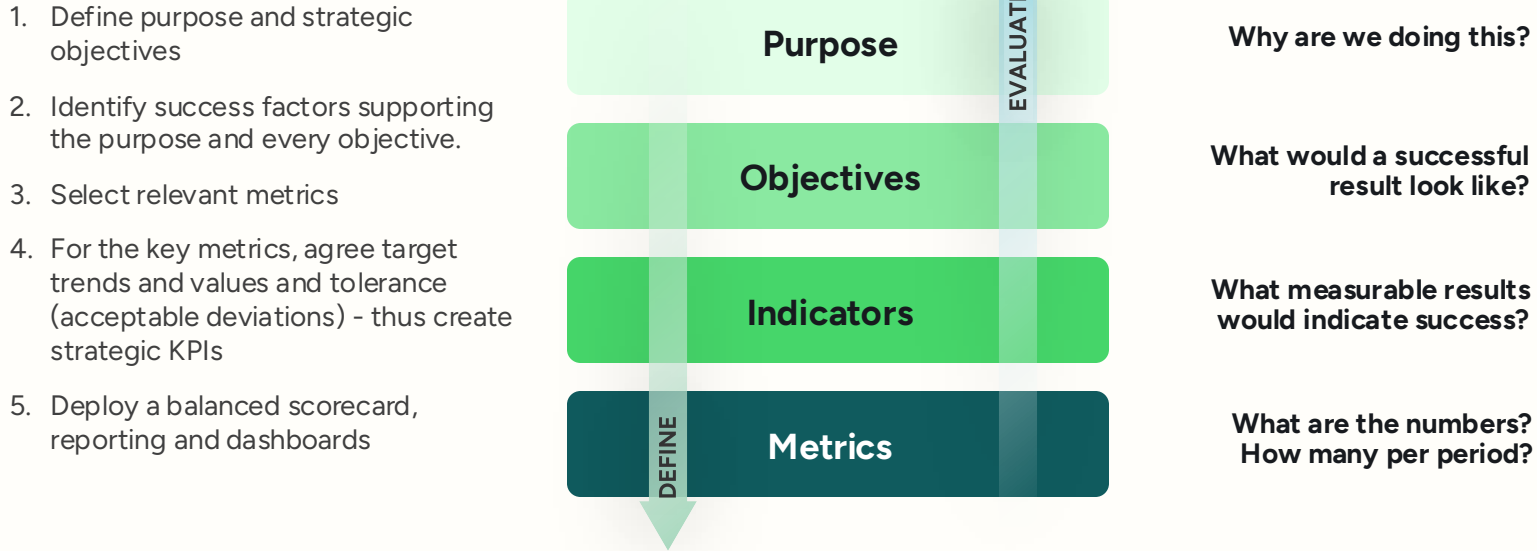 1. Define purpose and strategic
objectives
2. Identify success factors supporting
the purpose and every objective.
3. Select relevant metrics
4. For the key metrics, agree target
trends and values and tolerance
(acceptable deviations) - thus create
strategic KPIs
5. Deploy a balanced scorecard,
reporting and dashboards
Purpose
Objectives
Indicators
Metrics
DEFINE
Why are we doing this?
What would a successful
result look like?
What measurable results
would indicate success?
What are the numbers?
How many per period?